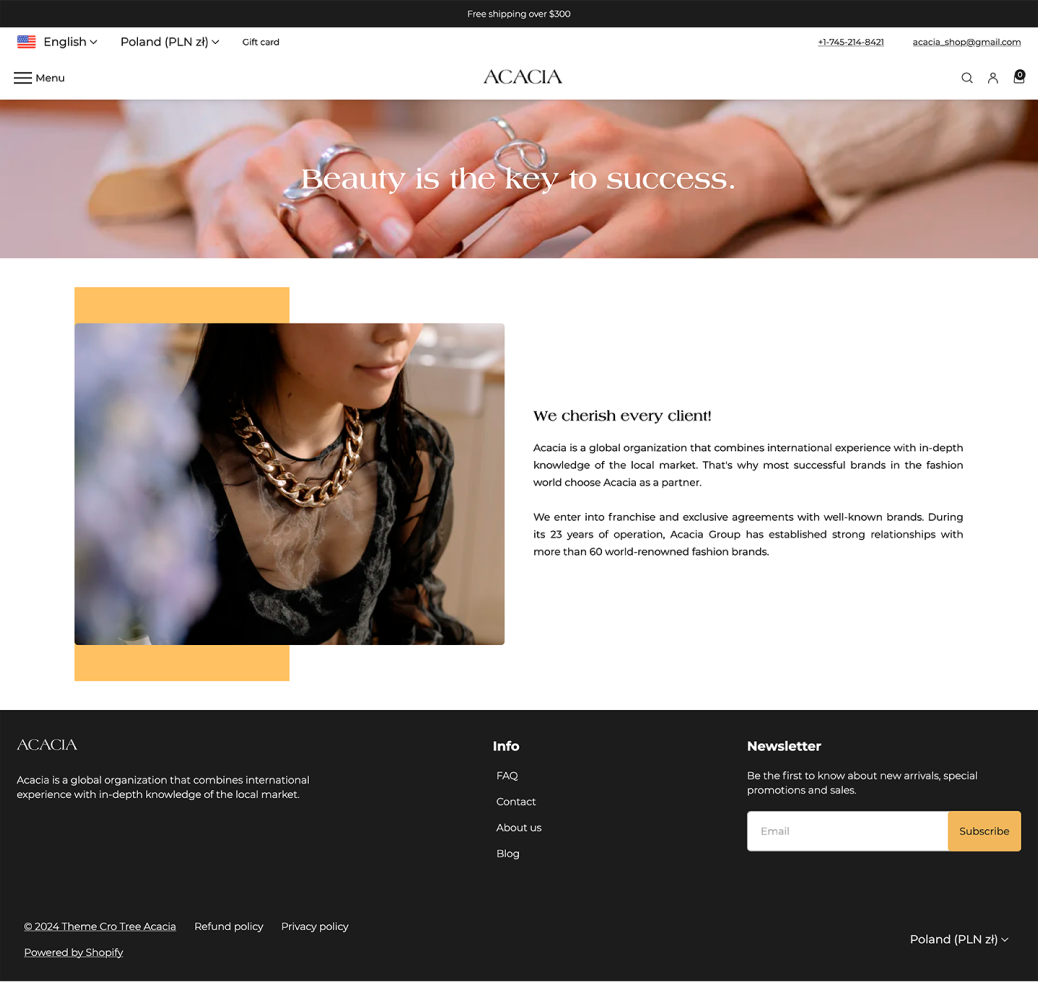 Free shipping over $300
English
Poland (PLN zł)
Gift card
+1-745-214-8421
acacia_shop@gmail.com
Menu
ACACIA
0
Beauty is the key to success.
We cherish every client!
Acacia is a global organization that combines international experience with in-depth
knowledge of the local market. That's why most successful brands in the fashion
world choose Acacia as a partner.
We enter into franchise and exclusive agreements with well-known brands. During
its 23 years of operation, Acacia Group has established strong relationships with
more than 60 world-renowned fashion brands.
ACACIA
Acacia is a global organization that combines international
experience with in-depth knowledge of the local market.
Info
FAQ
Contact
About us
Blog
Newsletter
Be the first to know about new arrivals, special
promotions and sales.
Email
Subscribe
© 2024 Theme Cro Tree Acacia
Refund policy
Privacy policy
Powered by Shopify
Poland (PLN zł)